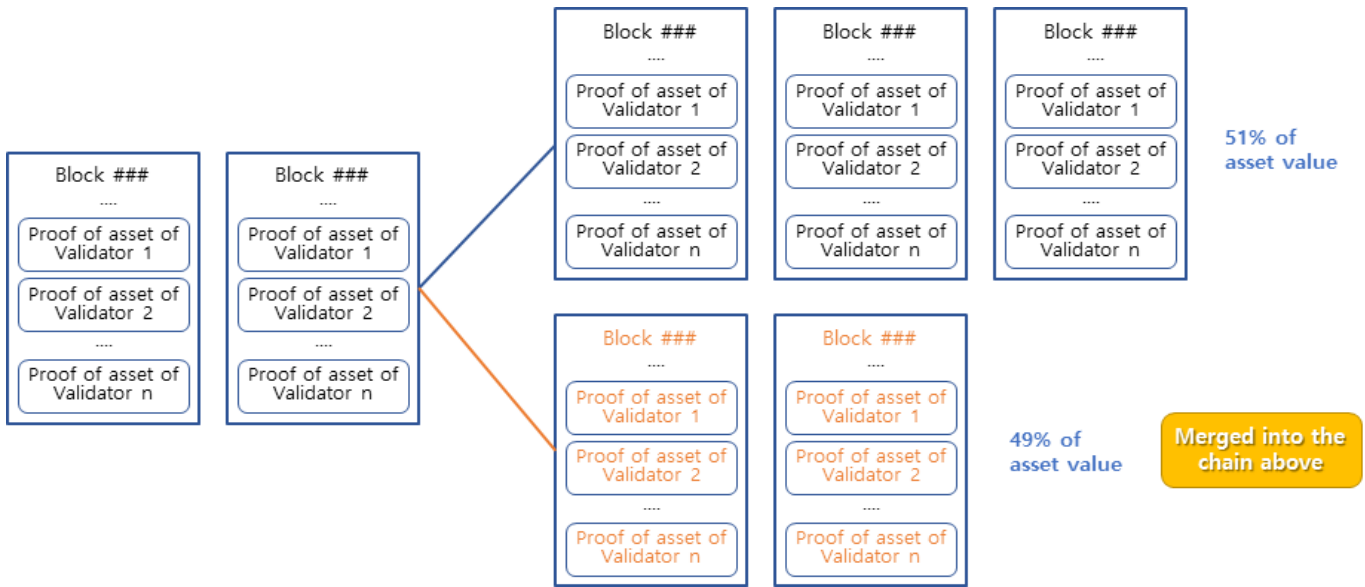 Block ###
....
Proof of asset of
Validator 1
Proof of asset of
Validator 2
....
Proof of asset of
Validator n
Block ###
....
Proof of asset of
Validator 1
Proof of asset of
Validator 2
....
Proof of asset of
Validator n
Block ###
....
Proof of asset of
Validator 1
Proof of asset of
Validator 2
....
Proof of asset of
Validator n
Block ###
....
Proof of asset of
Validator 1
Proof of asset of
Validator 2
....
Proof of asset of
Validator n
Block ###
....
Proof of asset of
Validator 1
Proof of asset of
Validator 2
....
Proof of asset of
Validator n
51% of
asset value
Block ###
....
Proof of asset of
Validator 1
Proof of asset of
Validator 2
....
Proof of asset of
Validator n
Block ###
....
Proof of asset of
Validator 1
Proof of asset of
Validator 2
....
Proof of asset of
Validator n
49% of
asset value
Merged into the
chain above